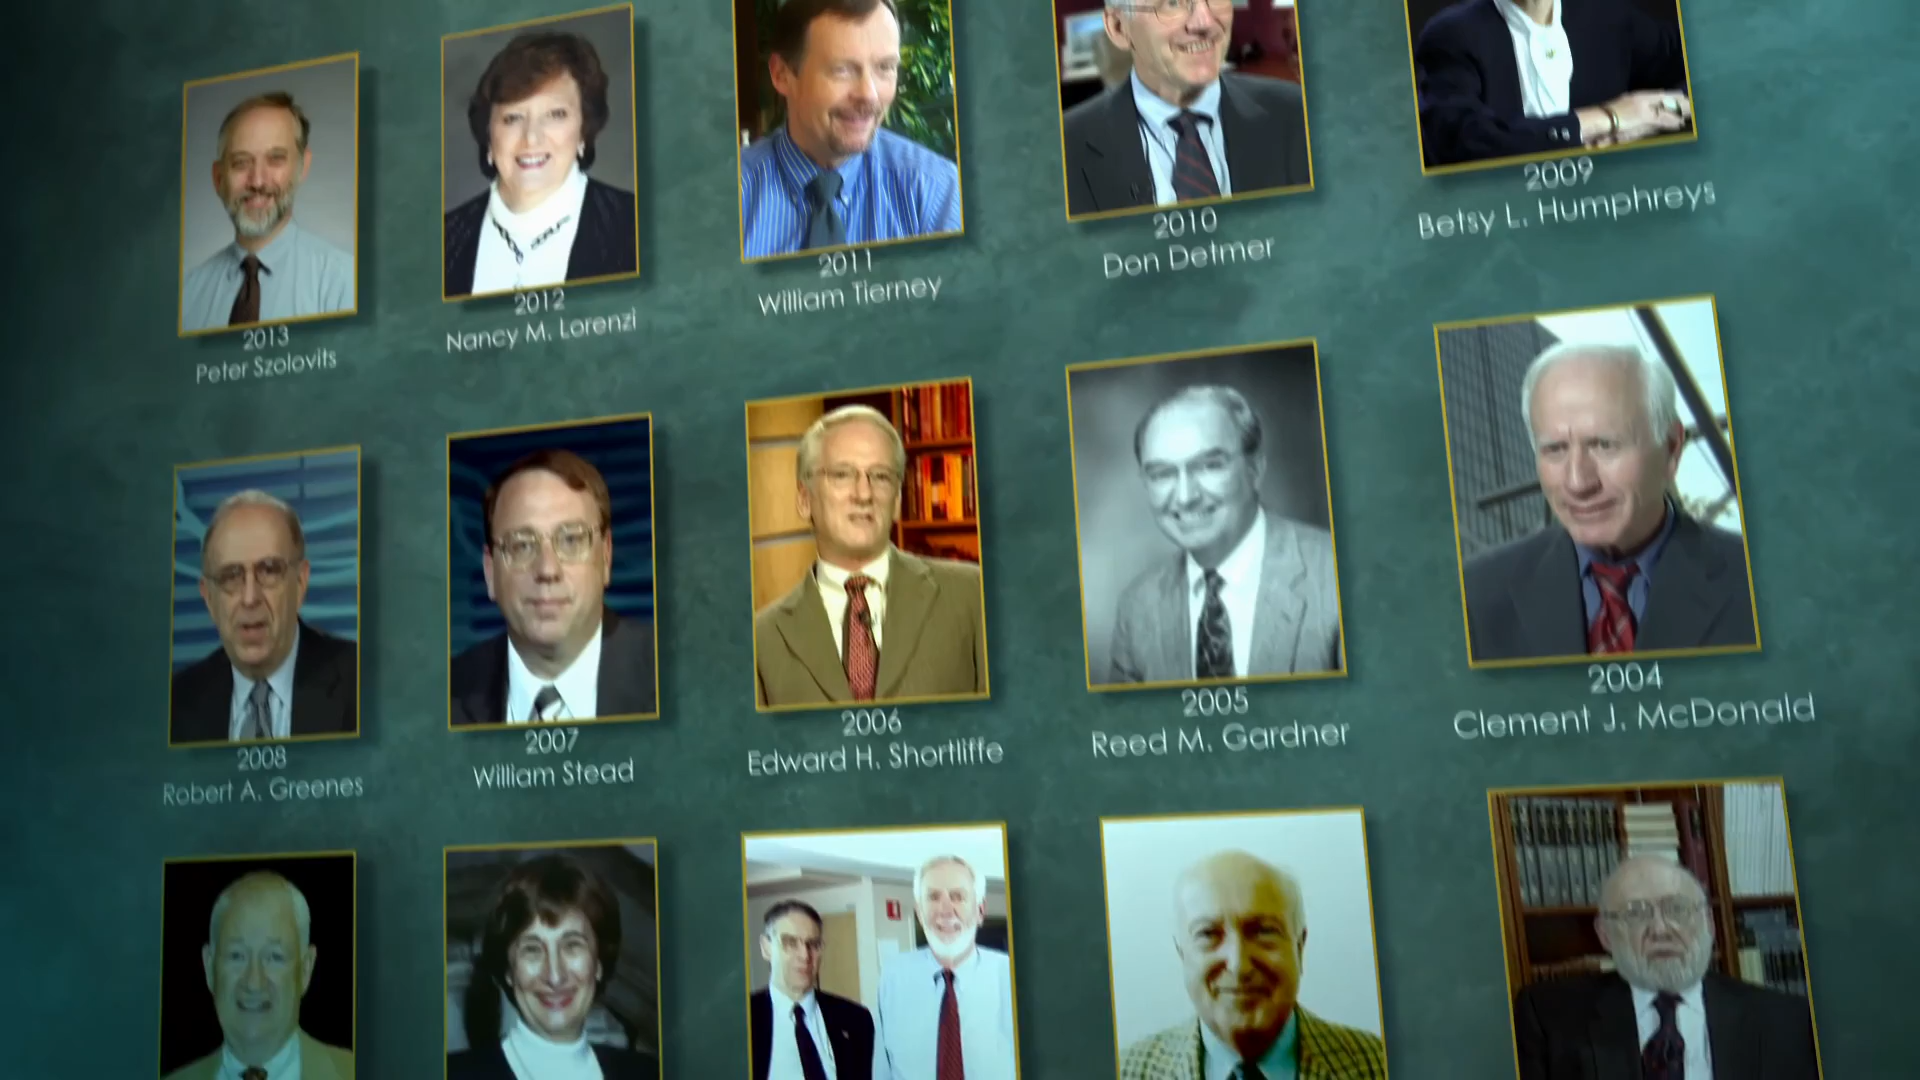 2013
Peter Szolovits
2012
Nancy M. Lorenzi
2011
William Tierney
2010
Don Detmer
2009
Betsy L. Humphreys
2008
Robert A. Greenes
2007
William Stead
2006
Edward H. Shortliffe
2005
Reed M. Gardner
2004
Clement J. McDonald